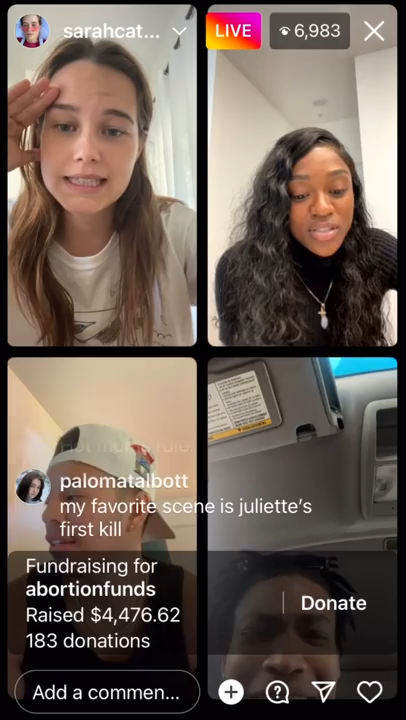 sarahcat...
LIVE
6,983
palomatalbott
my favorite scene is juliette's
first kill
Fundraising for
abortionfunds
Raised $4,476.62
183 donations
Donate
Add a commen...